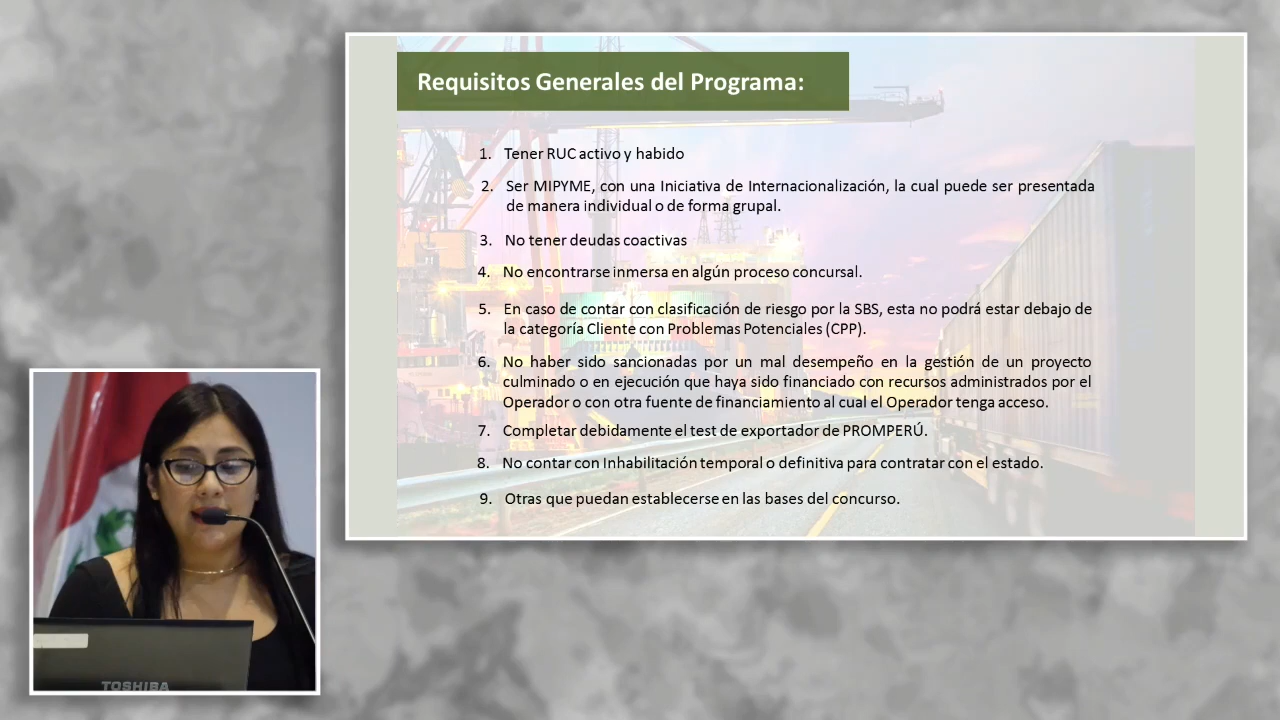 Requisitos Generales del Programa:
1. Tener RUC activo y habido
2. Ser MIPYME, con una Iniciativa de Internacionalización, la cual puede ser presentada
de manera individual o de forma grupal.
3. No tener deudas coactivas
4. No encontrarse inmersa en algún proceso concursal.
5. En caso de contar con clasificación de riesgo por la SBS, esta no podrá estar debajo de
la categoría Cliente con Problemas Potenciales (CPP).
6. No haber sido sancionadas por un mal desempeño en la gestión de un proyecto
culminado o en ejecución que haya sido financiado con recursos administrados por el
Operador o con otra fuente de financiamiento al cual el Operador tenga acceso.
7. Completar debidamente el test de exportador de PROMPERÚ.
8. No contar con Inhabilitación temporal o definitiva para contratar con el estado.
9. Otras que puedan establecerse en las bases del concurso.
TOSHIBA